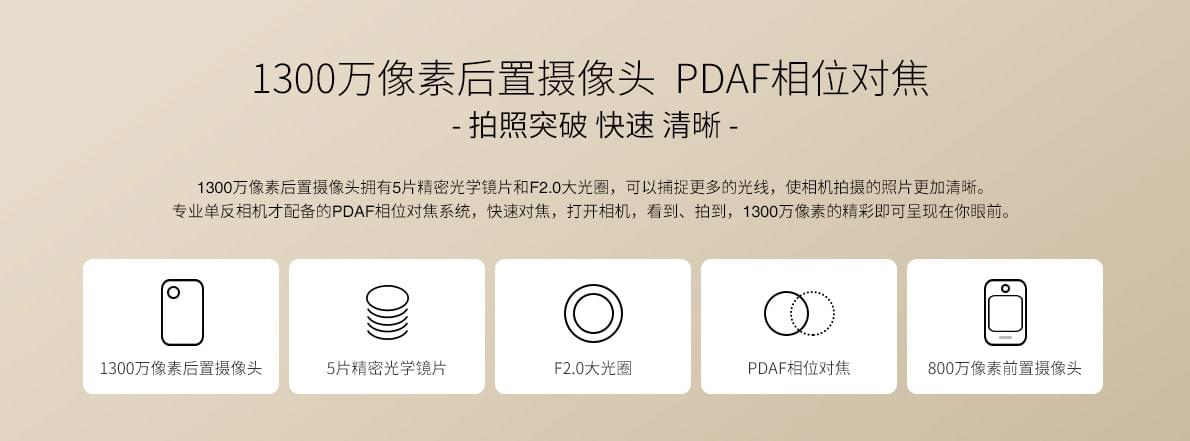 1300万像素后置摄像头 PDAF相位对焦
- 拍照突破 快速 清晰 -
1300万像素后置摄像头拥有5片精密光学镜片和F2.0大光圈，可以捕捉更多的光线，使相机拍摄的照片更加清晰。
专业单反相机才配备的PDAF相位对焦系统，快速对焦，打开相机，看到、拍到，1300万像素的精彩即可呈现在你眼前。
1300万像素后置摄像头
5片精密光学镜片
F2.0大光圈
PDAF相位对焦
800万像素前置摄像头